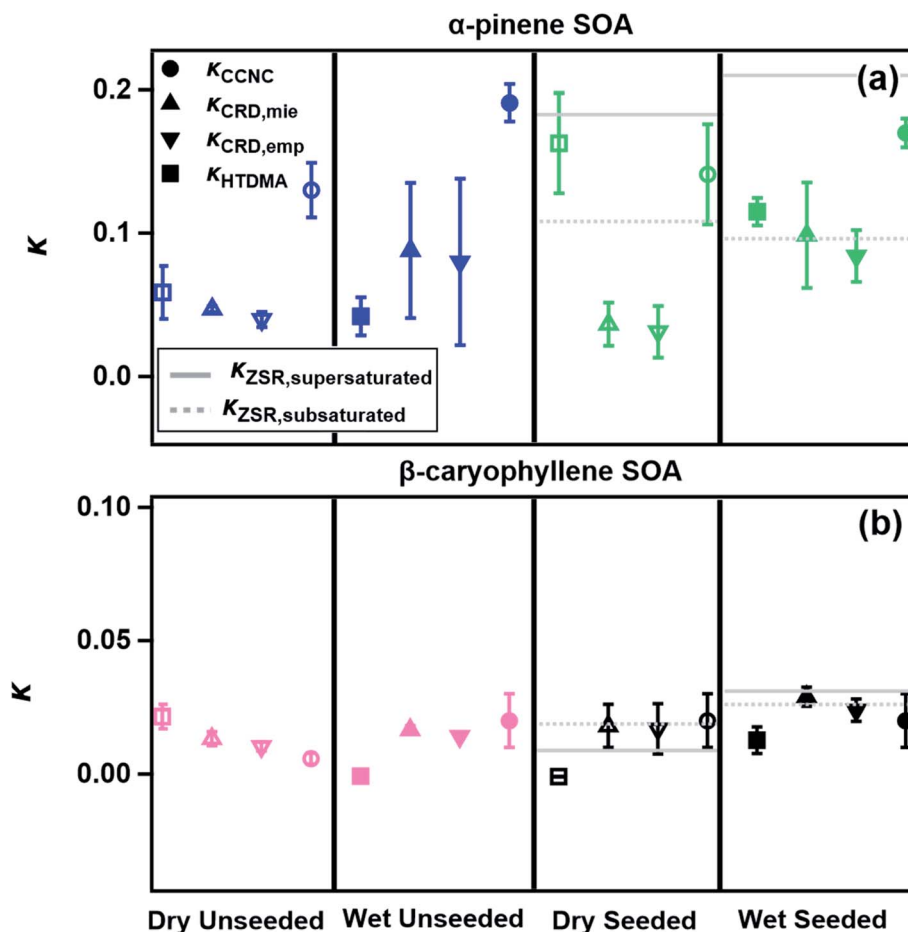 α-pinene SOA
(a)
κCCNC
κCRD,mie
κCRD,emp
κHTDMA
0.2
0.1
0.0
κ
κZSR,supersaturated
κZSR,subsaturated
β-caryophyllene SOA
(b)
0.10
0.05
0.00
κ
Dry Unseeded Wet Unseeded Dry Seeded Wet Seeded